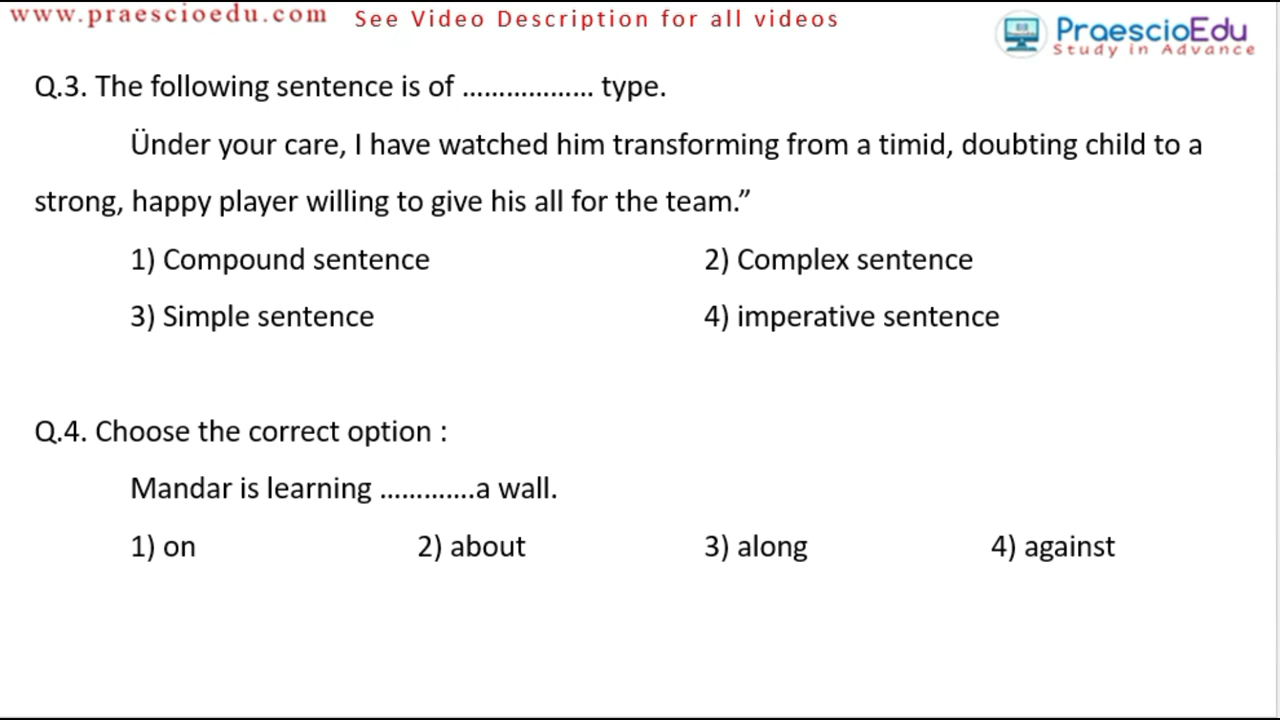 www.praescioedu.com See Video Description for all videos
PraescioEdu
Study in Advance
Q.3. The following sentence is of .................. type.
Ünder your care, I have watched him transforming from a timid, doubting child to a
strong, happy player willing to give his all for the team.”
1) Compound sentence 2) Complex sentence
3) Simple sentence 4) imperative sentence
Q.4. Choose the correct option :
Mandar is learning .............a wall.
1) on 2) about 3) along 4) against